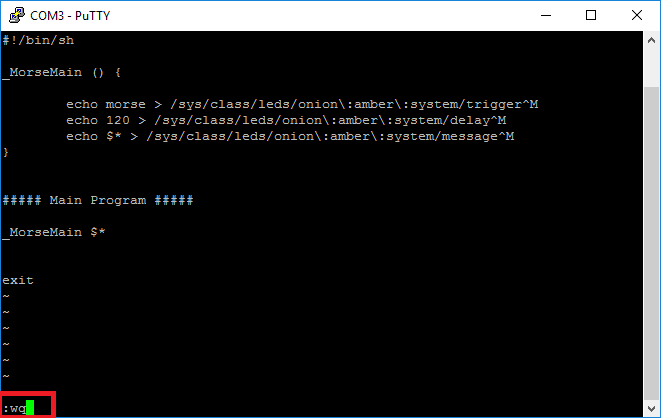 COM3 - PuTTY
#!/bin/sh
_MorseMain () {
        echo morse > /sys/class/leds/onion\:amber\:system/trigger^M
        echo 120 > /sys/class/leds/onion\:amber\:system/delay^M
        echo $* > /sys/class/leds/onion\:amber\:system/message^M
}
##### Main Program #####
_MorseMain $*
exit
~
~
~
~
~
~
:wq